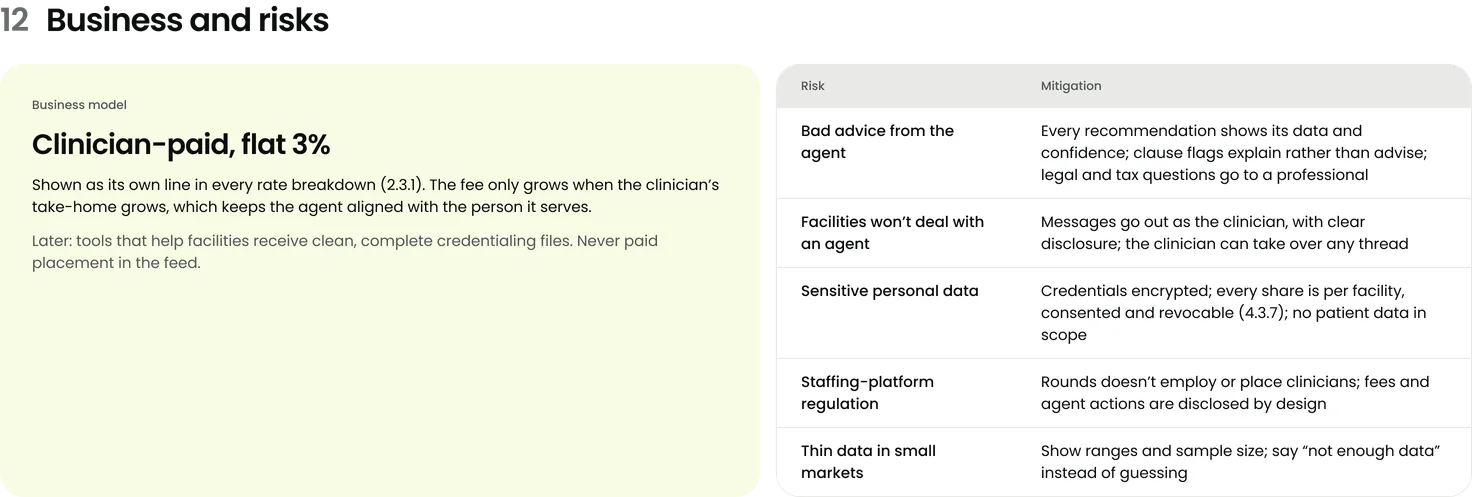 12 Business and risks
Business model
Clinician-paid, flat 3%
Shown as its own line in every rate breakdown (2.3.1). The fee only grows when the clinician’s
take-home grows, which keeps the agent aligned with the person it serves.
Later: tools that help facilities receive clean, complete credentialing files. Never paid
placement in the feed.
Risk Mitigation
Bad advice from the
agent
Every recommendation shows its data and
confidence; clause flags explain rather than advise;
legal and tax questions go to a professional
Facilities won’t deal with
an agent
Messages go out as the clinician, with clear
disclosure; the clinician can take over any thread
Sensitive personal data
Credentials encrypted; every share is per facility,
consented and revocable (4.3.7); no patient data in
scope
Staffing-platform
regulation
Rounds doesn’t employ or place clinicians; fees and
agent actions are disclosed by design
Thin data in small
markets
Show ranges and sample size; say “not enough data”
instead of guessing